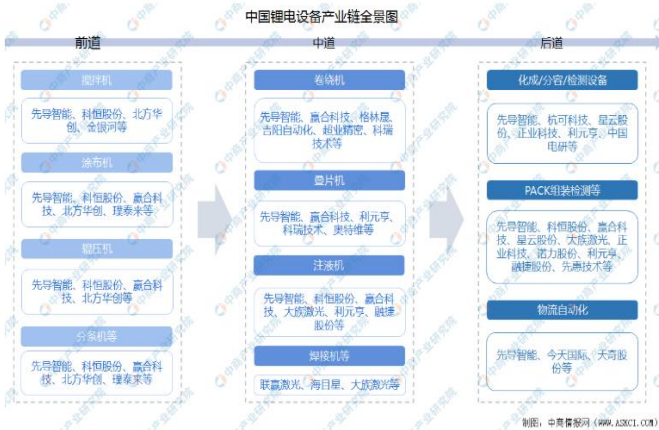 中国锂电设备产业链全景图
前道
中道
后道
搅拌机
先导智能、科恒股份、北方华
创、金银河等
涂布机
先导智能、科恒股份、赢合科
技、北方华创、璞泰来等
辊压机
先导智能、科恒股份、赢合科
技、北方华创等
分条机等
先导智能、科恒股份、赢合科
技、北方华创、璞泰来等
卷绕机
先导智能、赢合科技、格林晟、
吉阳自动化、超业精密、科瑞
技术等
叠片机
先导智能、赢合科技、利元亨、
科瑞技术、奥特维等
注液机
先导智能、科恒股份、赢合科
技、大族激光、利元亨、融捷
股份等
焊接机等
联赢激光、海目星、大族激光等
化成/分容/检测设备
先导智能、杭可科技、星云股
份、正业科技、利元亨、中国
电研等
PACK组装检测等
先导智能、科恒股份、赢合科
技、星云股份、大族激光、正
业科技、诺力股份、利元亨、
融捷股份、先惠技术等
物流自动化
先导智能、今天国际、天奇股
份等
制图：中商情报网（WWW.ASKCI.COM）
中商产业研究院